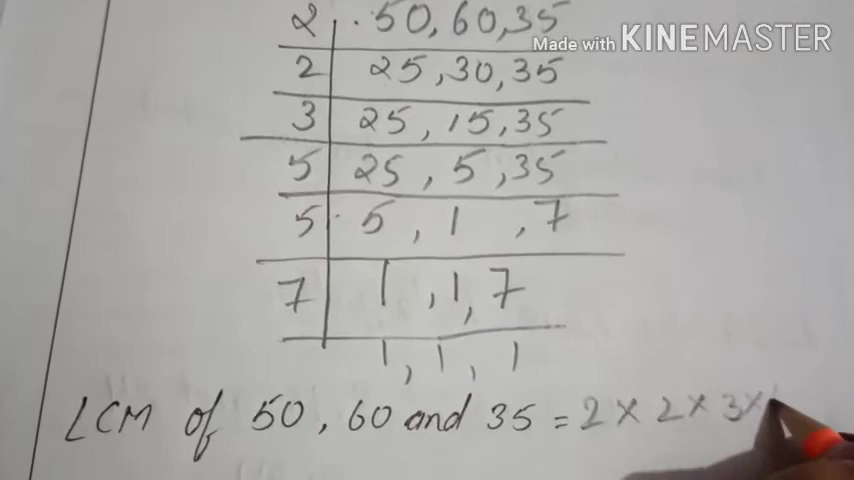 2 50, 60, 35
Made with KINEMASTER
2 25, 30, 35
3 25, 15, 35
5 25, 5, 35
5 5, 1, 7
7 1, 1, 7
1, 1, 1
LCM of 50, 60 and 35 = 2 × 2 × 3 ×